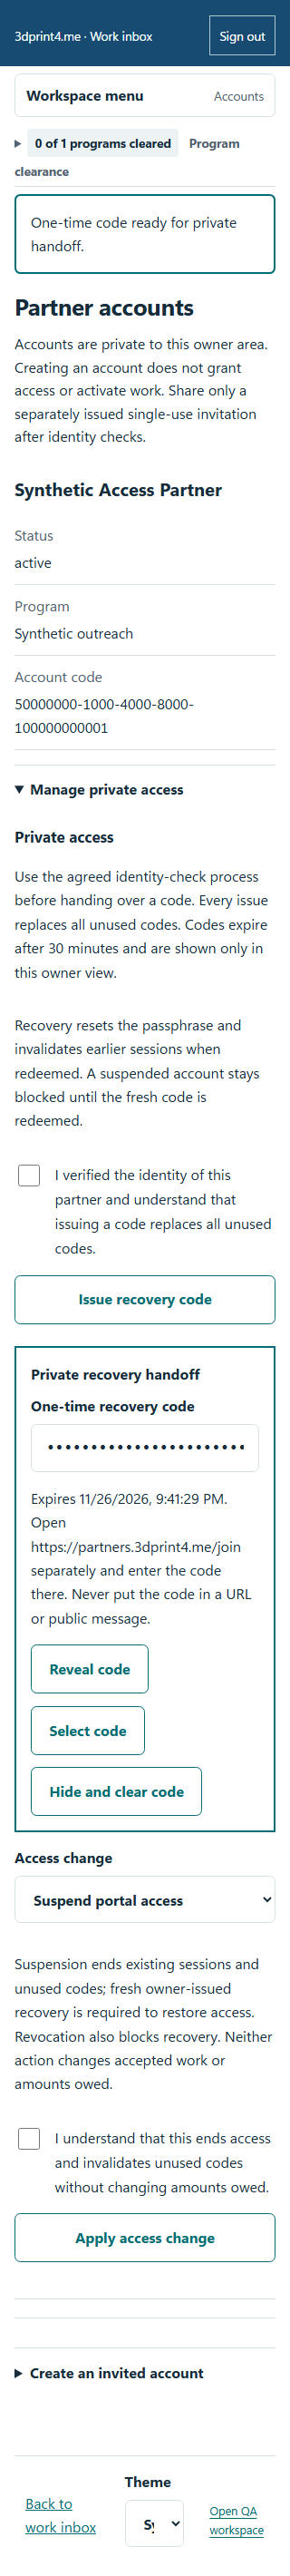 3dprint4.me · Work inbox
Sign out
Workspace menu
Accounts
0 of 1 programs cleared Program
clearance
One-time code ready for private
handoff.
Partner accounts
Accounts are private to this owner area.
Creating an account does not grant
access or activate work. Share only a
separately issued single-use invitation
after identity checks.
Synthetic Access Partner
Status
active
Program
Synthetic outreach
Account code
50000000-1000-4000-8000-
100000000001
Manage private access
Private access
Use the agreed identity-check process
before handing over a code. Every issue
replaces all unused codes. Codes expire
after 30 minutes and are shown only in
this owner view.
Recovery resets the passphrase and
invalidates earlier sessions when
redeemed. A suspended account stays
blocked until the fresh code is
redeemed.
I verified the identity of this
partner and understand that
issuing a code replaces all unused
codes.
Issue recovery code
Private recovery handoff
One-time recovery code
Expires 11/26/2026, 9:41:29 PM.
Open
https://partners.3dprint4.me/join
separately and enter the code
there. Never put the code in a URL
or public message.
Reveal code
Select code
Hide and clear code
Access change
Suspend portal access
Suspension ends existing sessions and
unused codes; fresh owner-issued
recovery is required to restore access.
Revocation also blocks recovery. Neither
action changes accepted work or
amounts owed.
I understand that this ends access
and invalidates unused codes
without changing amounts owed.
Apply access change
Create an invited account
Back to
work inbox
Theme
Open QA
workspace